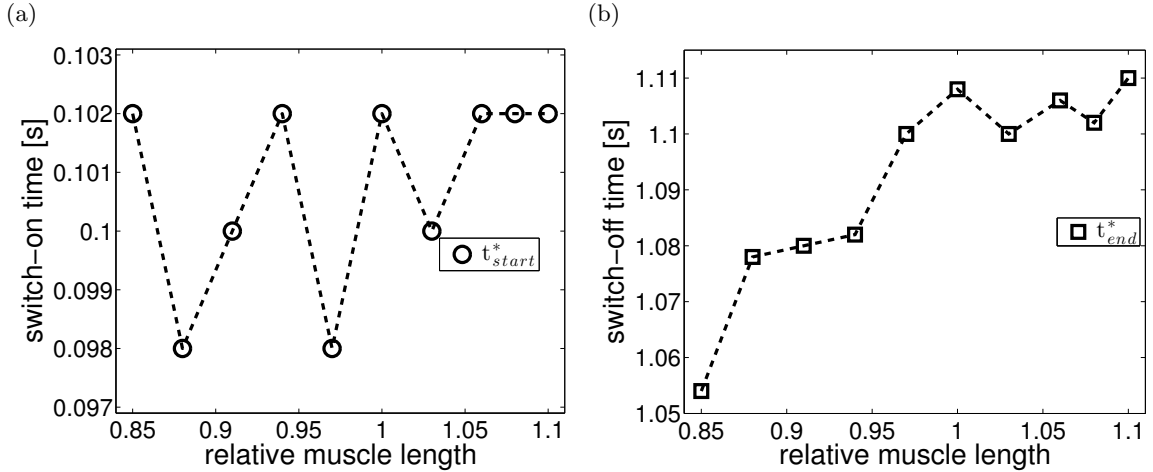 (a)
switch−on time [s]
0.103
0.102
0.101
0.1
0.099
0.098
0.097
t*start
0.85 0.9 0.95 1 1.05 1.1
relative muscle length
(b)
switch−off time [s]
1.11
1.1
1.09
1.08
1.07
1.06
1.05
t*end
0.85 0.9 0.95 1 1.05 1.1
relative muscle length